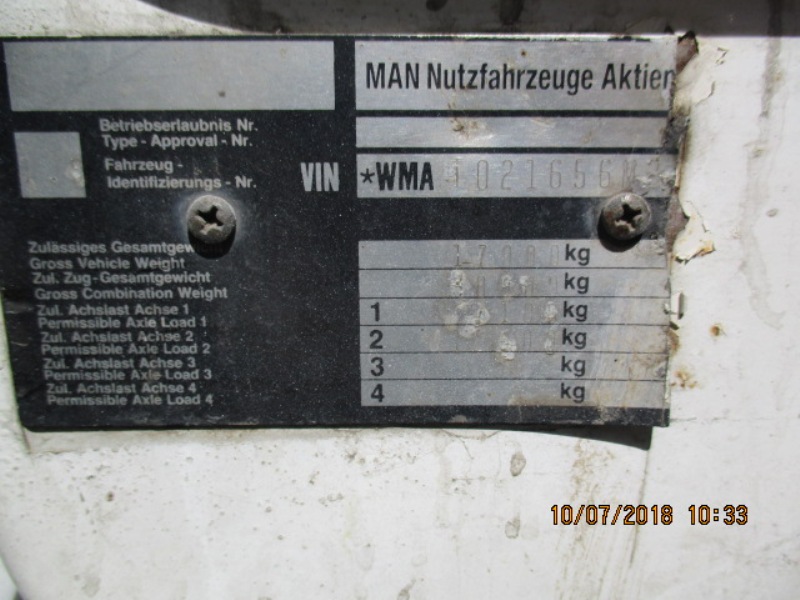 MAN Nutzfahrzeuge Aktien
Betriebserlaubnis Nr.
Type - Approval - Nr.
Fahrzeug -
Identifizierungs - Nr.
VIN *WMA
Zulässiges Gesamtgew
Gross Vehicle Weight
17000 kg
Zul. Zug-Gesamtgewicht
Gross Combination Weight
kg
Zul. Achslast Achse 1
Permissible Axle Load 1
1 kg
Zul. Achslast Achse 2
Permissible Axle Load 2
2 kg
Zul. Achslast Achse 3
Permissible Axle Load 3
3 kg
Zul. Achslast Achse 4
Permissible Axle Load 4
4 kg
10/07/2018 10:33